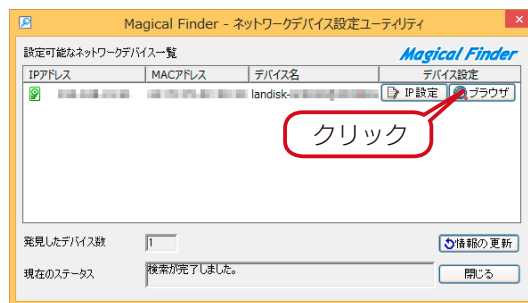 Magical Finder - ネットワークデバイス設定ユーティリティ
設定可能なネットワークデバイス一覧
Magical Finder
IPアドレス MACアドレス デバイス名 デバイス設定
landisk- IP設定 ブラウザ
クリック
発見したデバイス数 1 情報の更新
現在のステータス 検索が完了しました。 閉じる